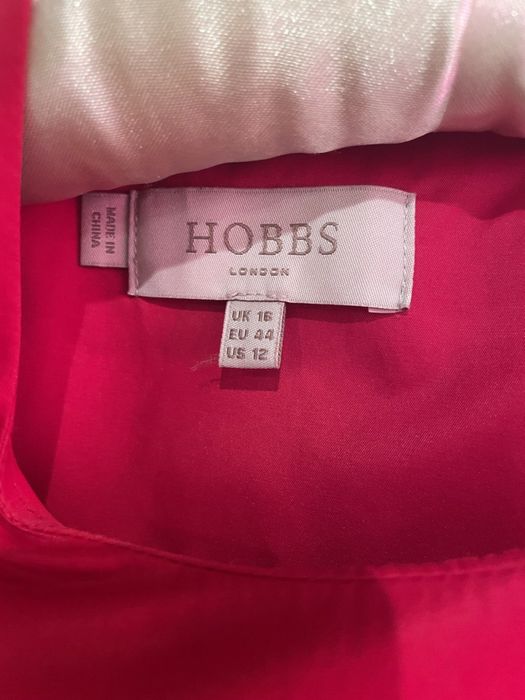 MADE IN
CHINA
HOBBS
LONDON
UK 16
EU 44
US 12